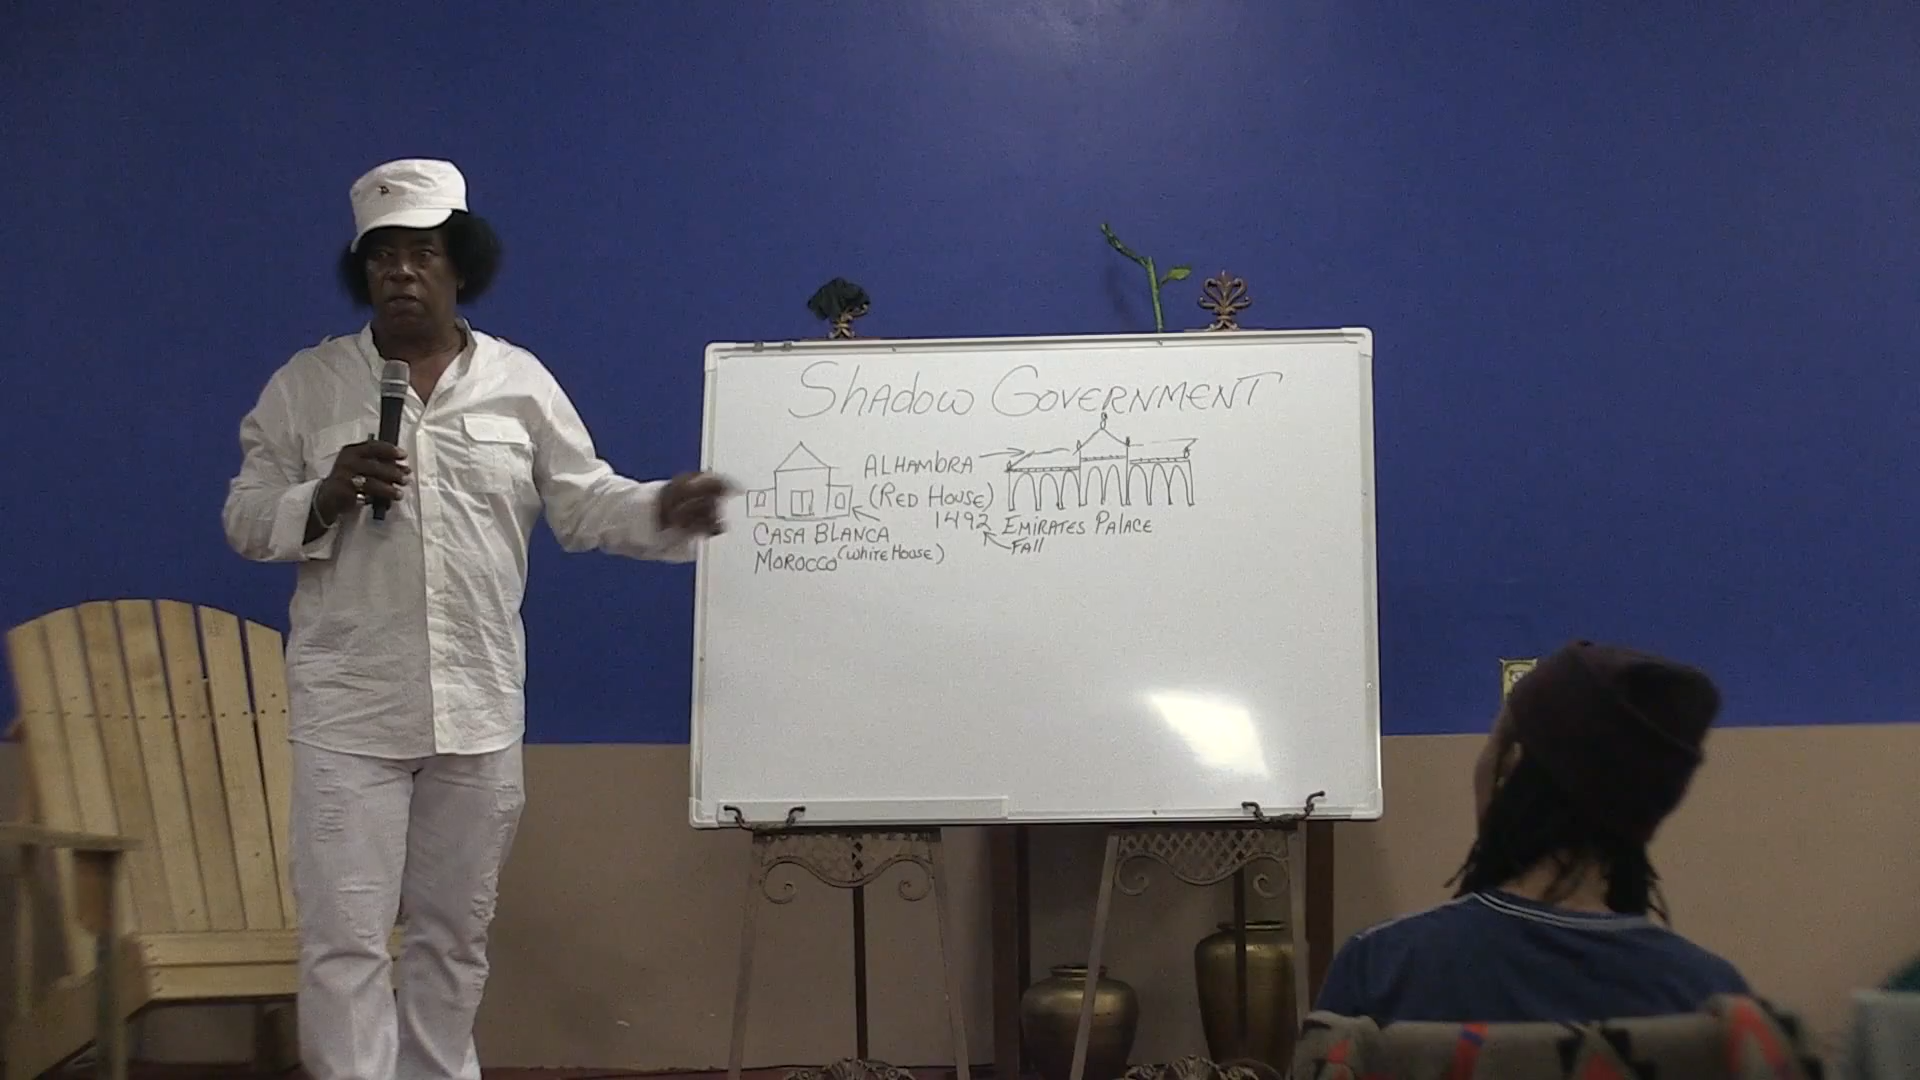 Shadow Government
Alhambra
(Red House)
1492
Emirates Palace
Fall
Casa Blanca
Morocco (White House)